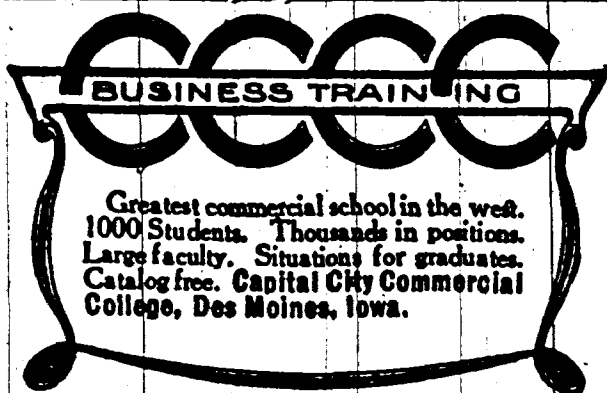 CCCC
BUSINESS TRAINING
Greatest commercial school in the west.
1000 Students. Thousands in positions.
Large faculty. Situations for graduates.
Catalog free. Capital City Commercial
College, Des Moines, Iowa.